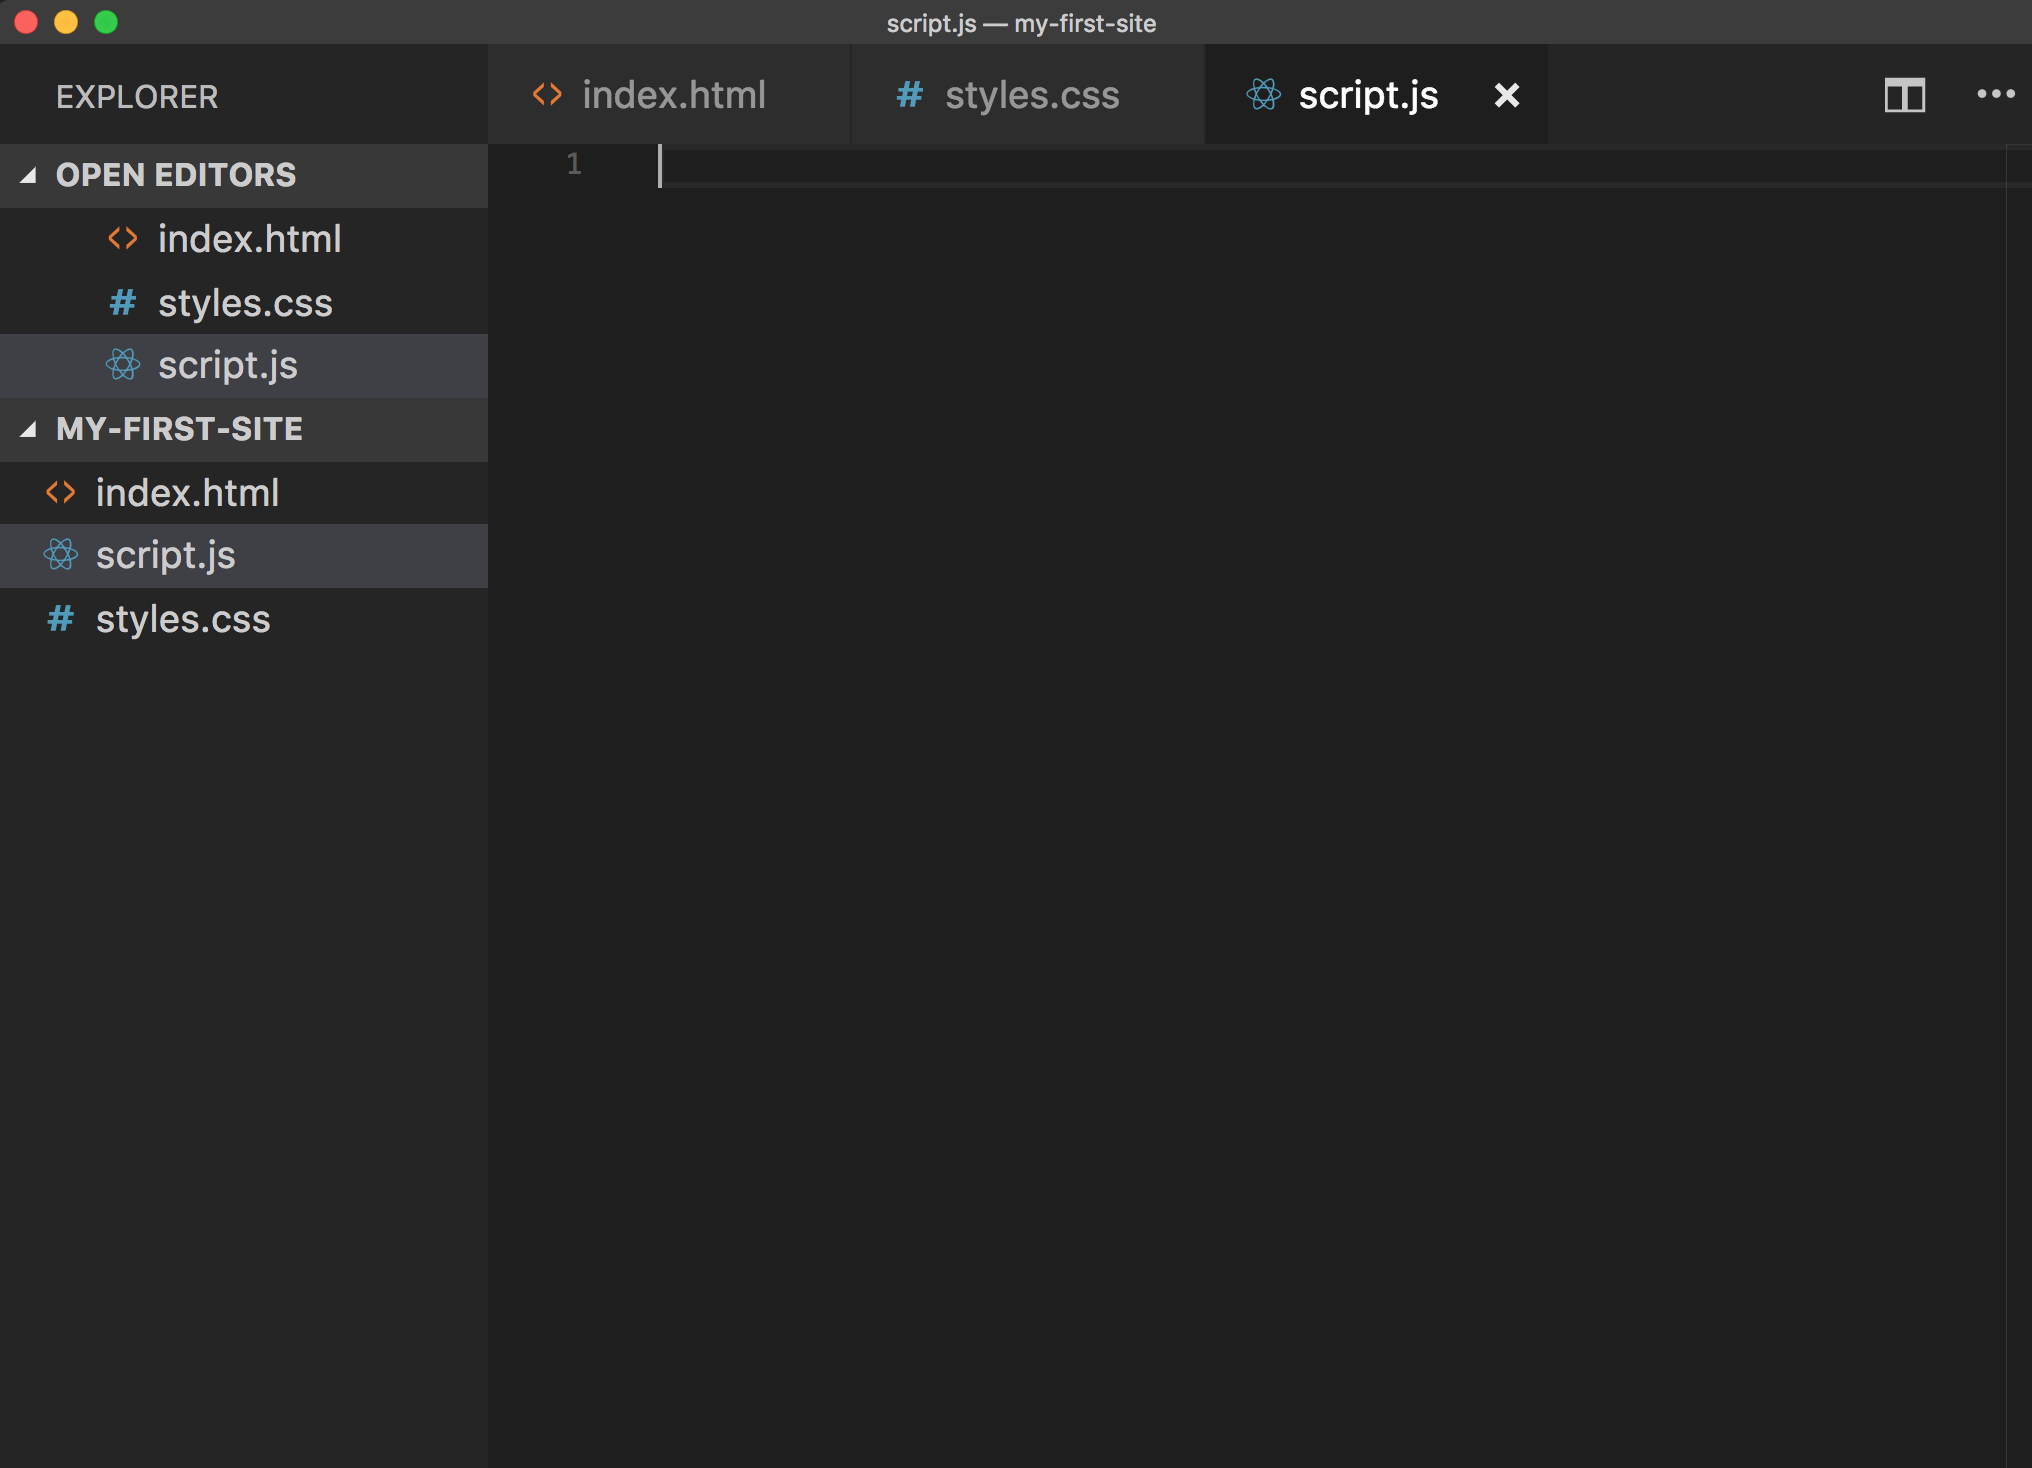 script.js — my-first-site
EXPLORER
index.html
# styles.css
script.js
OPEN EDITORS
index.html
# styles.css
script.js
MY-FIRST-SITE
index.html
script.js
# styles.css
1